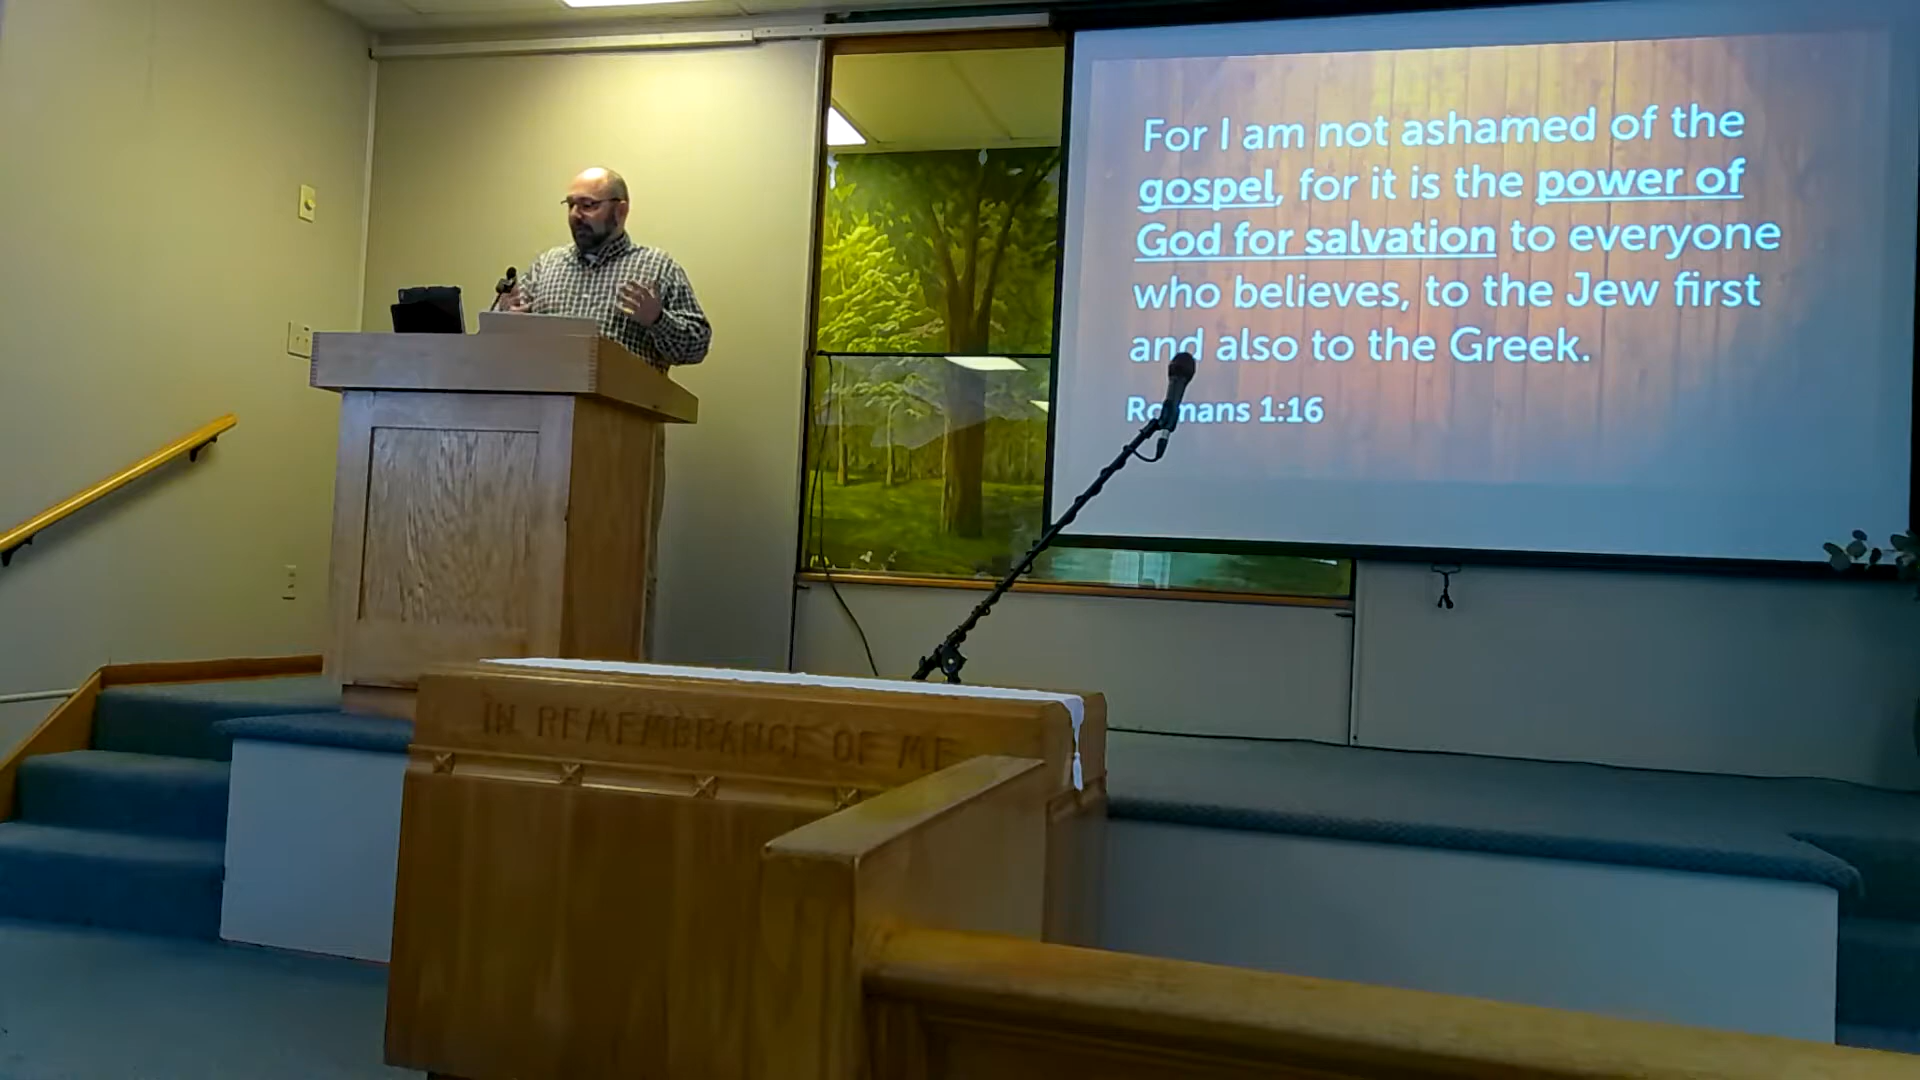 For I am not ashamed of the
gospel, for it is the power of
God for salvation to everyone
who believes, to the Jew first
and also to the Greek.
Romans 1:16
IN REMEMBRANCE OF ME